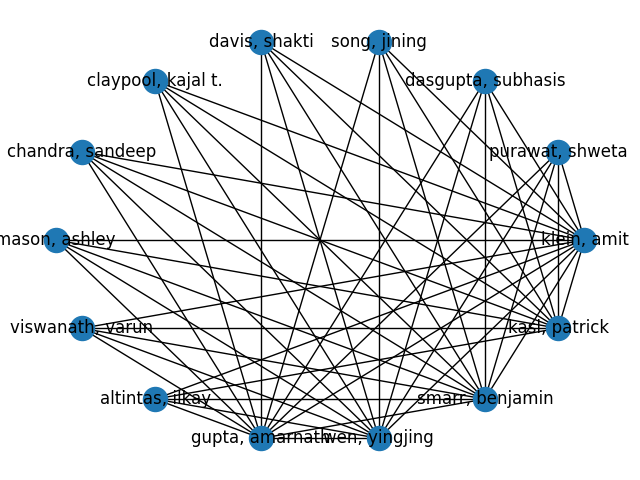 davis, shakti
song, jining
claypool, kajal t.
dasgupta, subhasis
chandra, sandeep
purawat, shweta
mason, ashley
klein, amit
viswanath, varun
kasl, patrick
altintas, ilkay
smarr, benjamin
gupta, amarnath
wen, yingjing